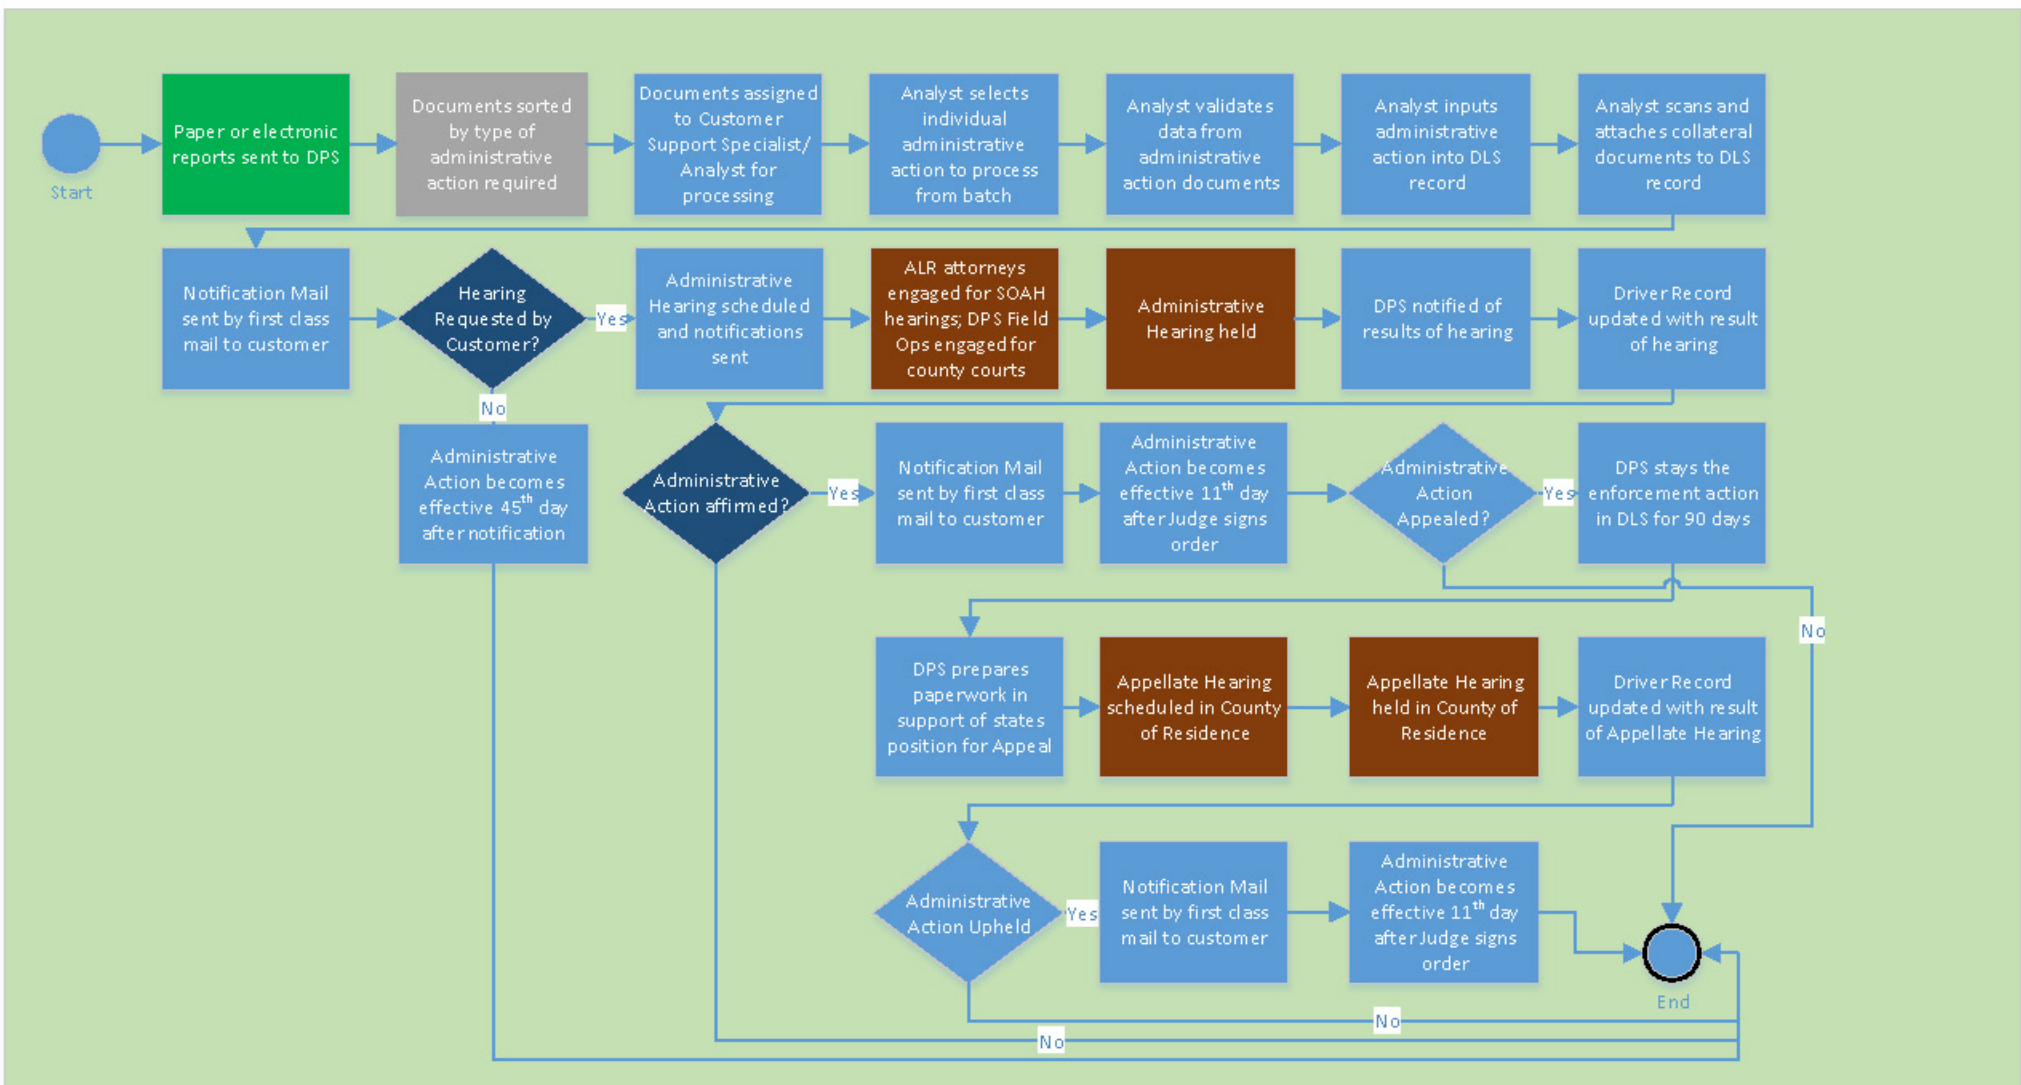 Start
Paper or electronic
reports sent to DPS
Documents sorted
by type of
administrative
action required
Documents assigned
to Customer
Support Specialist/
Analyst for
processing
Analyst selects
individual
administrative
action to process
from batch
Analyst validates
data from
administrative
action documents
Analyst inputs
administrative
action into DLS
record
Analyst scans and
attaches collateral
documents to DLS
record
Notification Mail
sent by first class
mail to customer
Hearing
Requested by
Customer?
Yes
No
Administrative
Hearing scheduled
and notifications
sent
ALR attorneys
engaged for SOAH
hearings; DPS Field
Ops engaged for
county courts
Administrative
Hearing held
DPS notified of
results of hearing
Driver Record
updated with result
of hearing
Administrative
Action becomes
effective 45th day
after notification
Administrative
Action affirmed?
Yes
Notification Mail
sent by first class
mail to customer
Administrative
Action becomes
effective 11th day
after Judge signs
order
Administrative
Action
Appealed?
Yes
DPS stays the
enforcement action
in DLS for 90 days
No
DPS prepares
paperwork in
support of states
position for Appeal
Appellate Hearing
scheduled in County
of Residence
Appellate Hearing
held in County of
Residence
Driver Record
updated with result
of Appellate Hearing
Administrative
Action Upheld
Yes
Notification Mail
sent by first class
mail to customer
Administrative
Action becomes
effective 11th day
after Judge signs
order
End
No
No